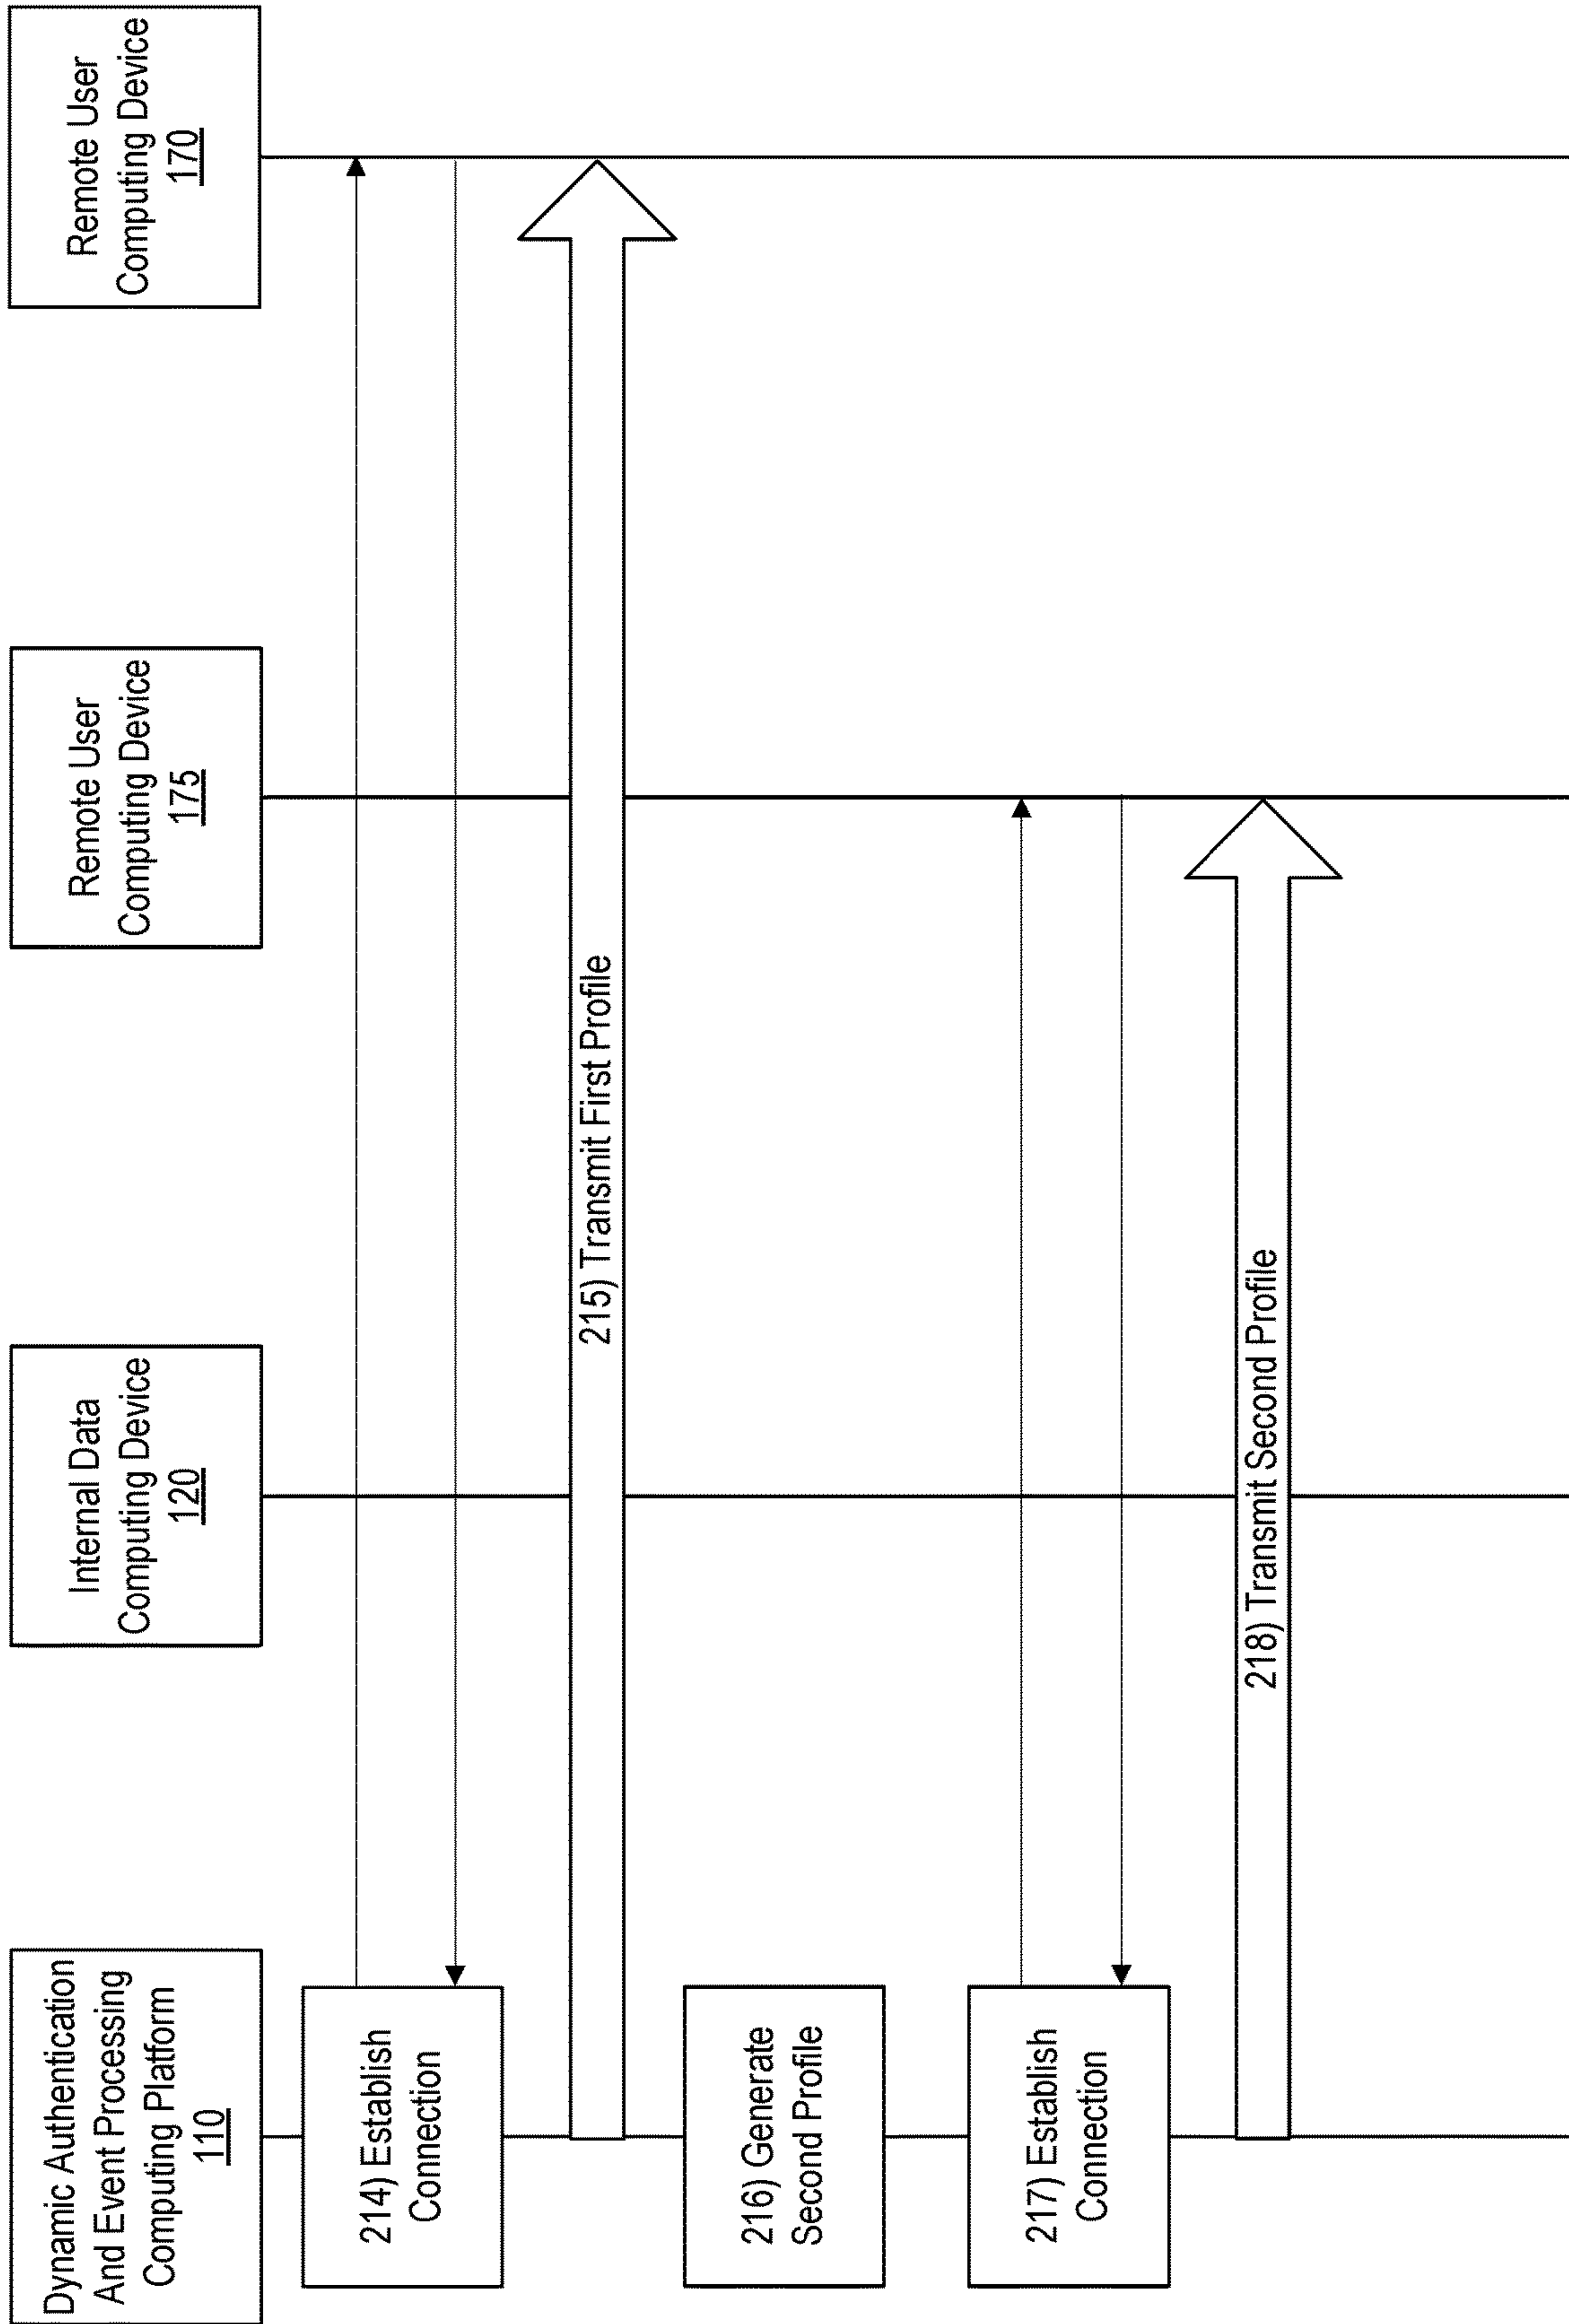 Dynamic Authentication
And Event Processing
Computing Platform
110
Internal Data
Computing Device
120
Remote User
Computing Device
175
Remote User
Computing Device
170
214) Establish
Connection
215) Transmit First Profile
216) Generate
Second Profile
217) Establish
Connection
218) Transmit Second Profile